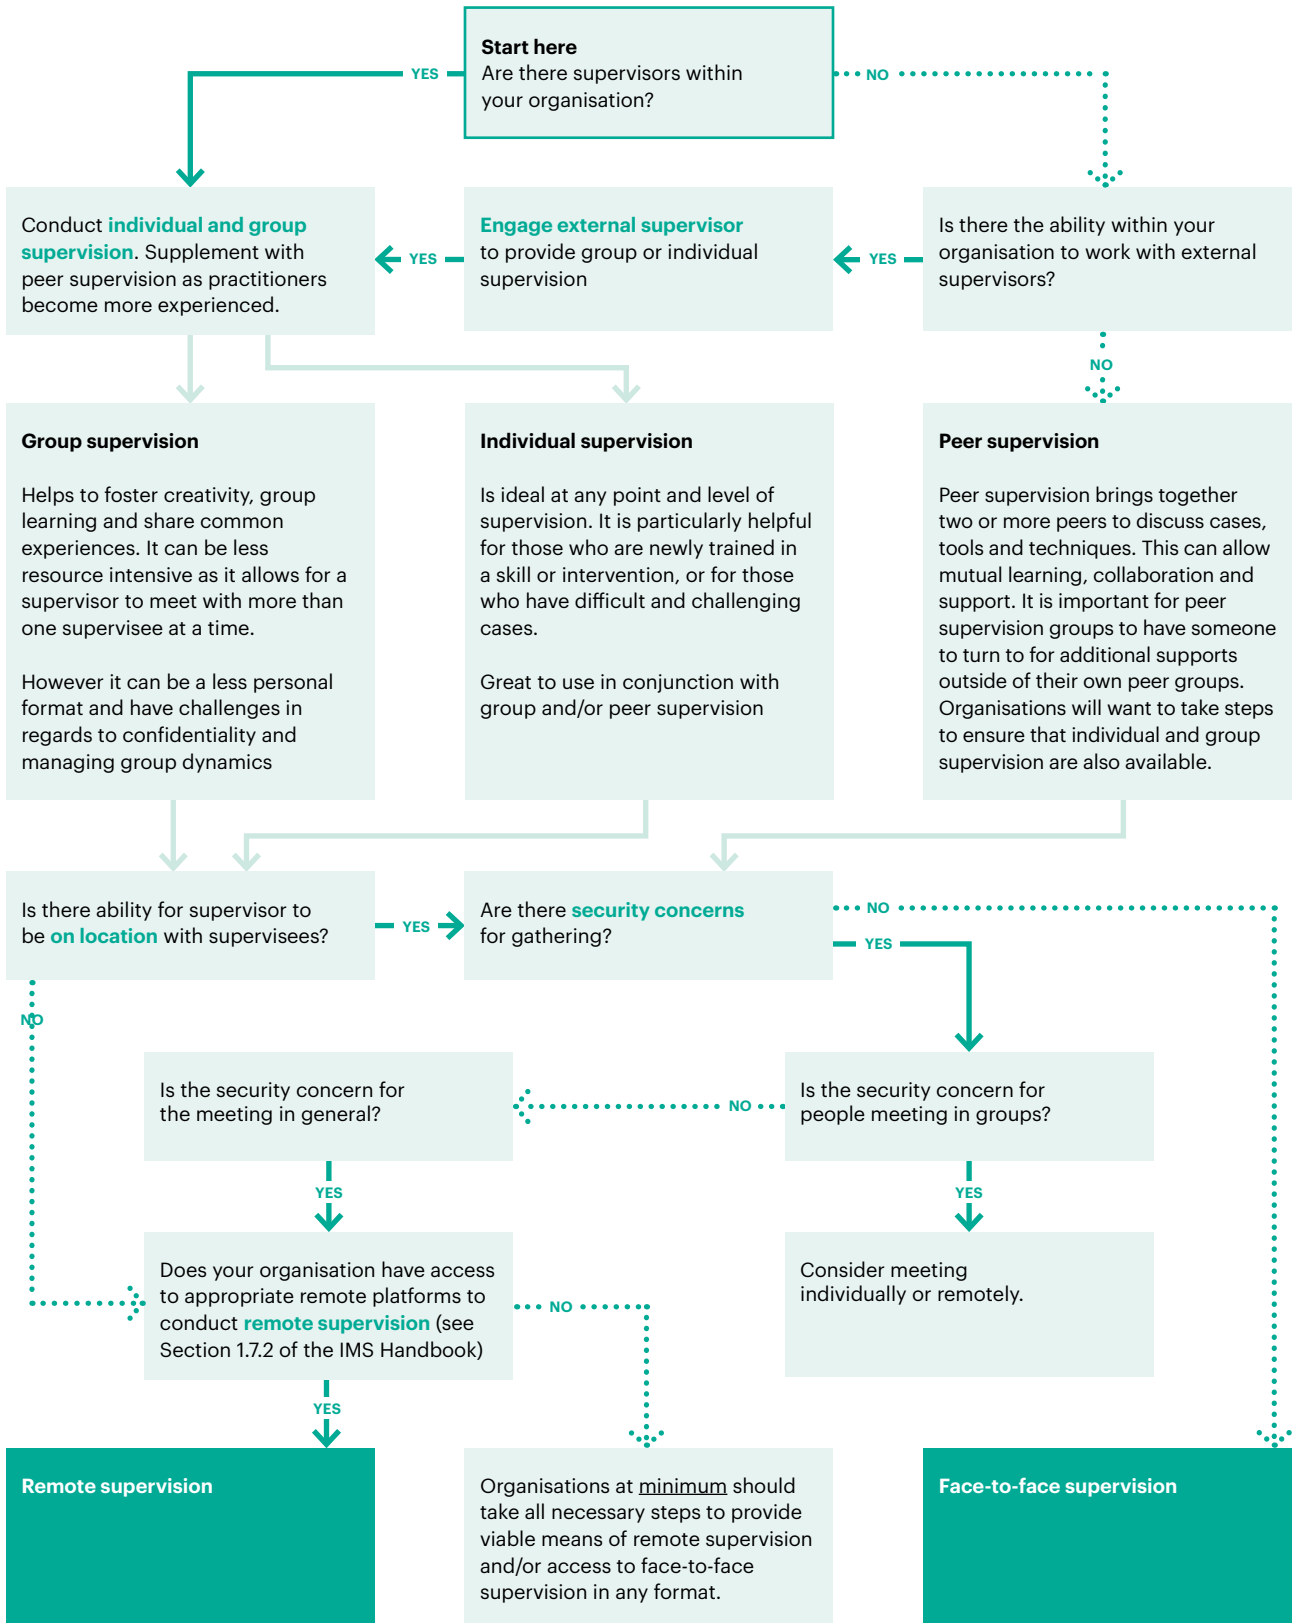 Start here
Are there supervisors within
your organisation?
YES
NO
Conduct individual and group
supervision. Supplement with
peer supervision as practitioners
become more experienced.
YES
Engage external supervisor
to provide group or individual
supervision
YES
Is there the ability within your
organisation to work with external
supervisors?
NO
Group supervision
Helps to foster creativity, group
learning and share common
experiences. It can be less
resource intensive as it allows for a
supervisor to meet with more than
one supervisee at a time.
However it can be a less personal
format and have challenges in
regards to confidentiality and
managing group dynamics
Individual supervision
Is ideal at any point and level of
supervision. It is particularly helpful
for those who are newly trained in
a skill or intervention, or for those
who have difficult and challenging
cases.
Great to use in conjunction with
group and/or peer supervision
Peer supervision
Peer supervision brings together
two or more peers to discuss cases,
tools and techniques. This can allow
mutual learning, collaboration and
support. It is important for peer
supervision groups to have someone
to turn to for additional supports
outside of their own peer groups.
Organisations will want to take steps
to ensure that individual and group
supervision are also available.
Is there ability for supervisor to
be on location with supervisees?
YES
Are there security concerns
for gathering?
NO
YES
NO
Is the security concern for
the meeting in general?
NO
Is the security concern for
people meeting in groups?
YES
YES
Does your organisation have access
to appropriate remote platforms to
conduct remote supervision (see
Section 1.7.2 of the IMS Handbook)
NO
Consider meeting
individually or remotely.
YES
Remote supervision
Organisations at minimum should
take all necessary steps to provide
viable means of remote supervision
and/or access to face-to-face
supervision in any format.
Face-to-face supervision